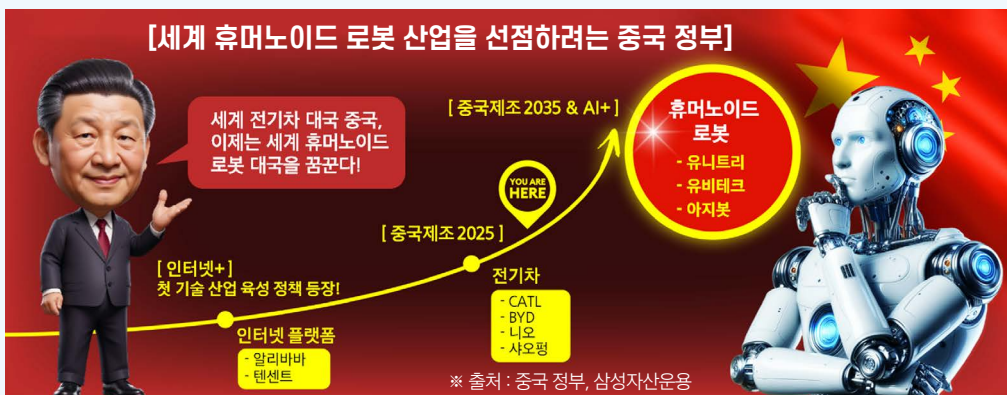 [세계 휴머노이드 로봇 산업을 선점하려는 중국 정부]
세계 전기차 대국 중국,
이제는 세계 휴머노이드
로봇 대국을 꿈꾼다!
[ 인터넷+ ]
첫 기술 산업 육성 정책 등장!
인터넷 플랫폼
- 알리바바
- 텐센트
[ 중국제조 2025 ]
YOU ARE
HERE
전기차
- CATL
- BYD
- 니오
- 샤오펑
[ 중국제조 2035 & AI+ ]
휴머노이드
로봇
- 유니트리
- 유비테크
- 아지봇
※ 출처 : 중국 정부, 삼성자산운용